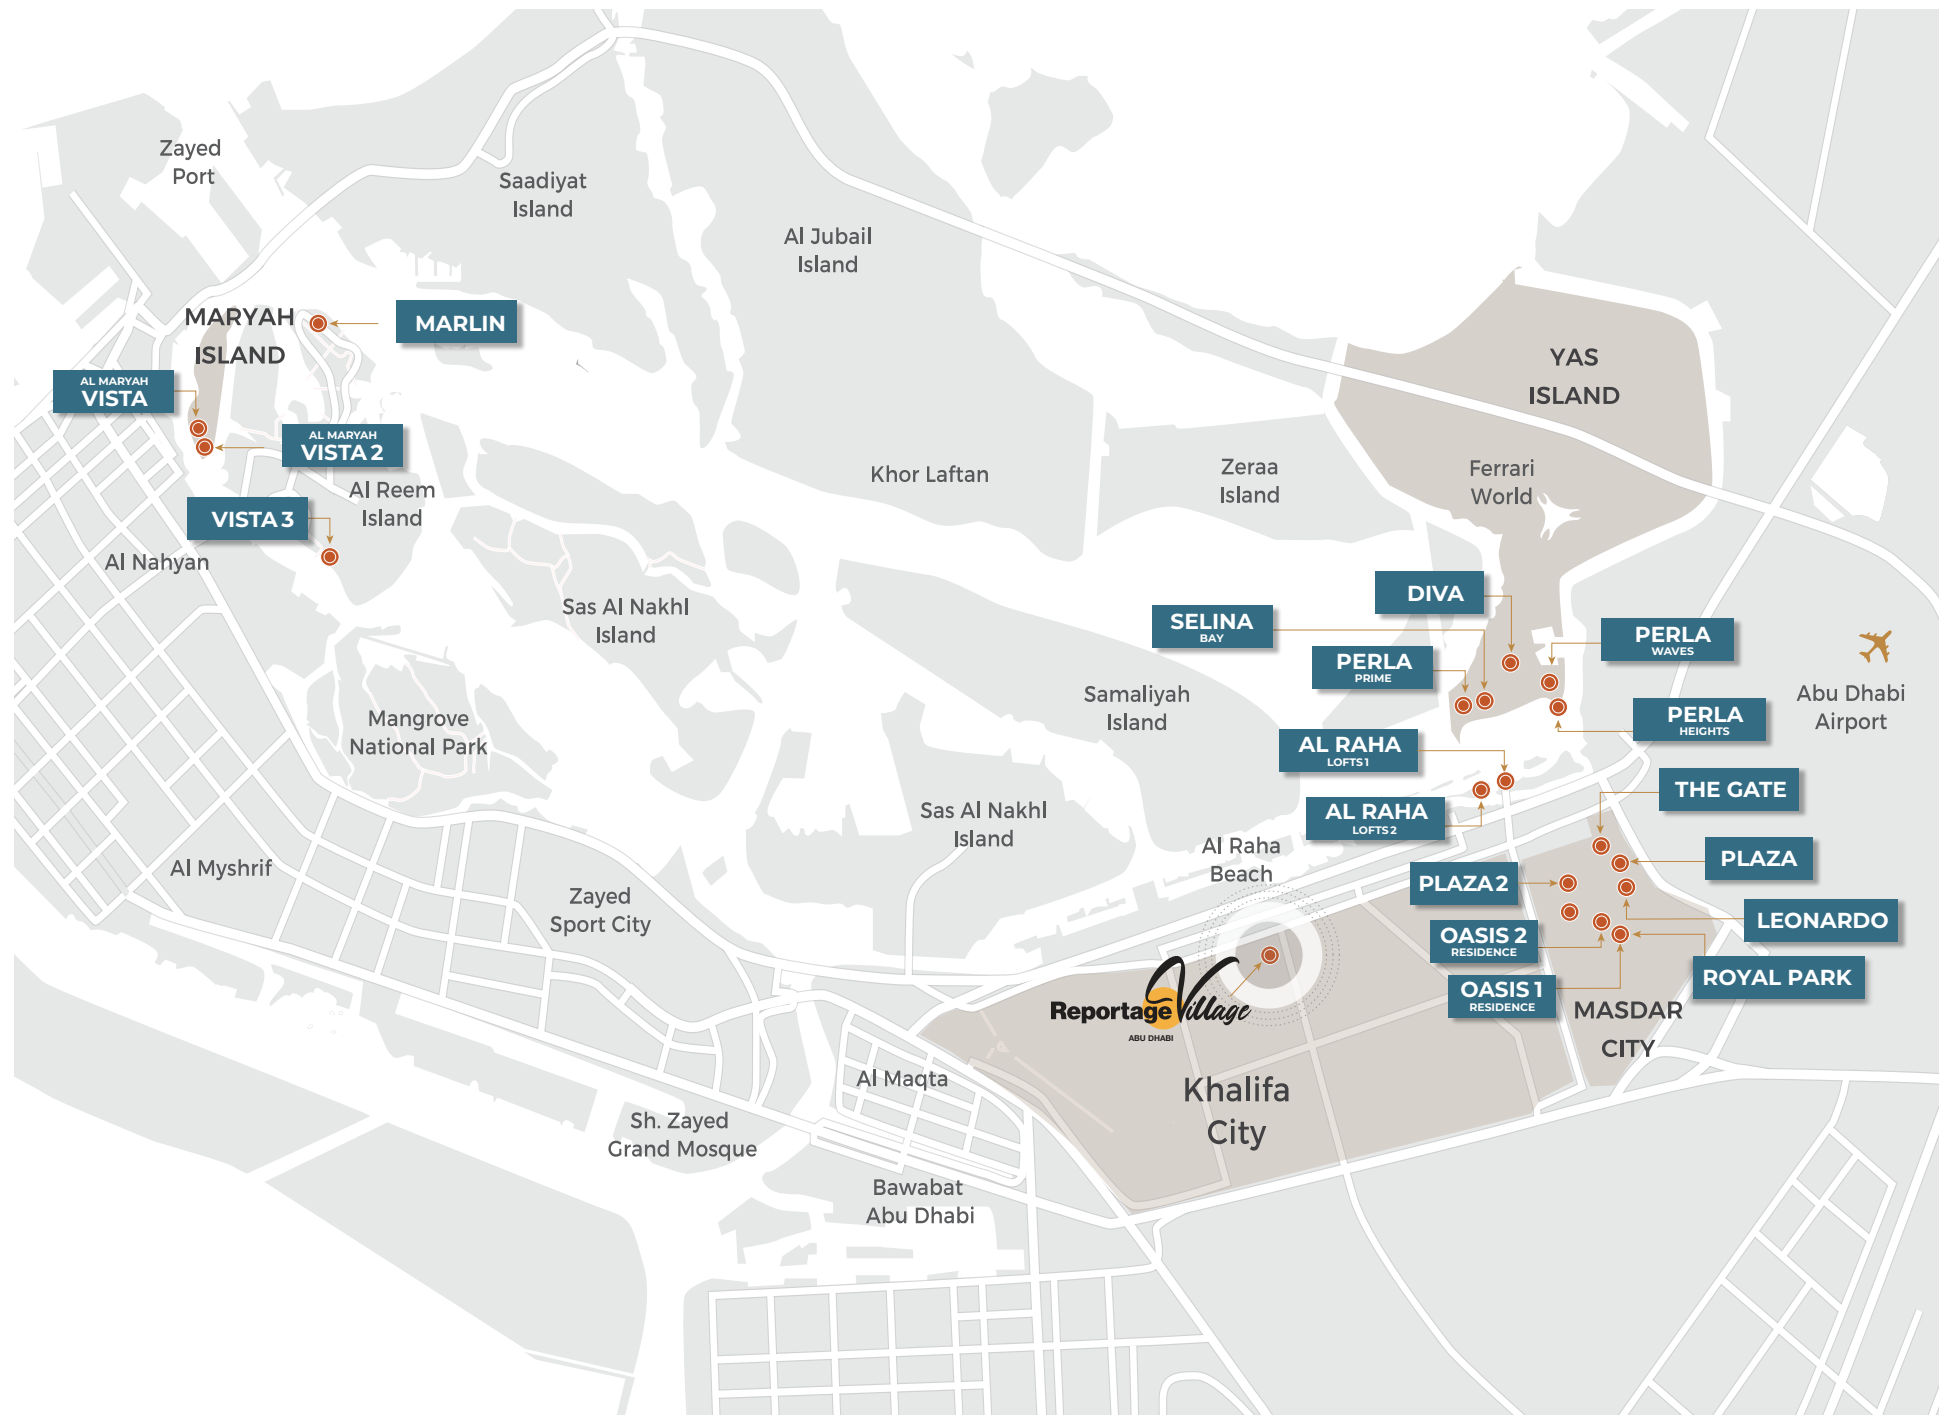 Zayed
Port
Saadiyat
Island
Al Jubail
Island
MARYAH
ISLAND
MARLIN
AL MARYAH
VISTA
AL MARYAH
VISTA 2
Al Reem
Island
VISTA 3
Al Nahyan
YAS
ISLAND
Khor Laftan
Zeraa
Island
Ferrari
World
Sas Al Nakhl
Island
DIVA
SELINA
BAY
PERLA
PRIME
PERLA
WAVES
Samaliyah
Island
Abu Dhabi
Airport
PERLA
HEIGHTS
Mangrove
National Park
AL RAHA
LOFTS 1
THE GATE
AL RAHA
LOFTS 2
Sas Al Nakhl
Island
Al Raha
Beach
PLAZA
Al Myshrif
PLAZA 2
Zayed
Sport City
LEONARDO
OASIS 2
RESIDENCE
ROYAL PARK
OASIS 1
RESIDENCE
Reportage Village
ABU DHABI
MASDAR
CITY
Al Maqta
Khalifa
City
Sh. Zayed
Grand Mosque
Bawabat
Abu Dhabi